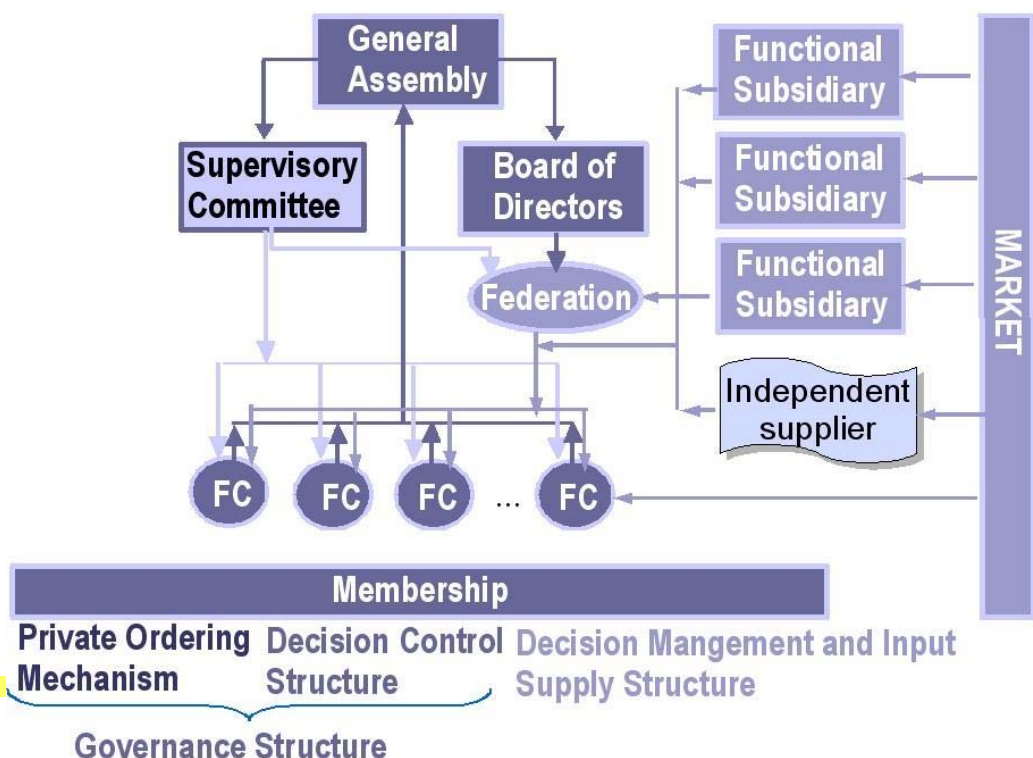 General
Assembly
Functional
Subsidiary
Supervisory
Committee
Board of
Directors
Functional
Subsidiary
Federation
Functional
Subsidiary
MARKET
Independent
supplier
FC
FC
FC
...
FC
Membership
Private Ordering
Mechanism
Decision Control
Structure
Decision Mangement and Input
Supply Structure
Governance Structure